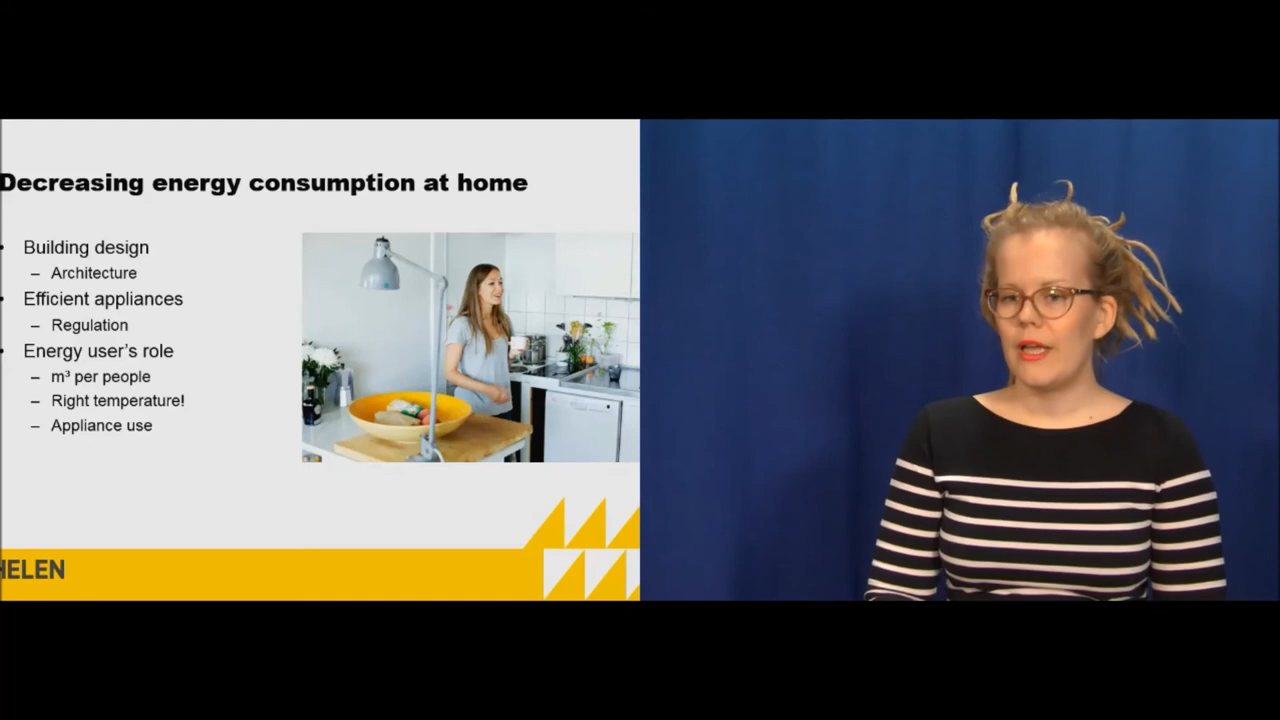 Decreasing energy consumption at home
• Building design
– Architecture
• Efficient appliances
– Regulation
• Energy user's role
– m³ per people
– Right temperature!
– Appliance use
HELEN